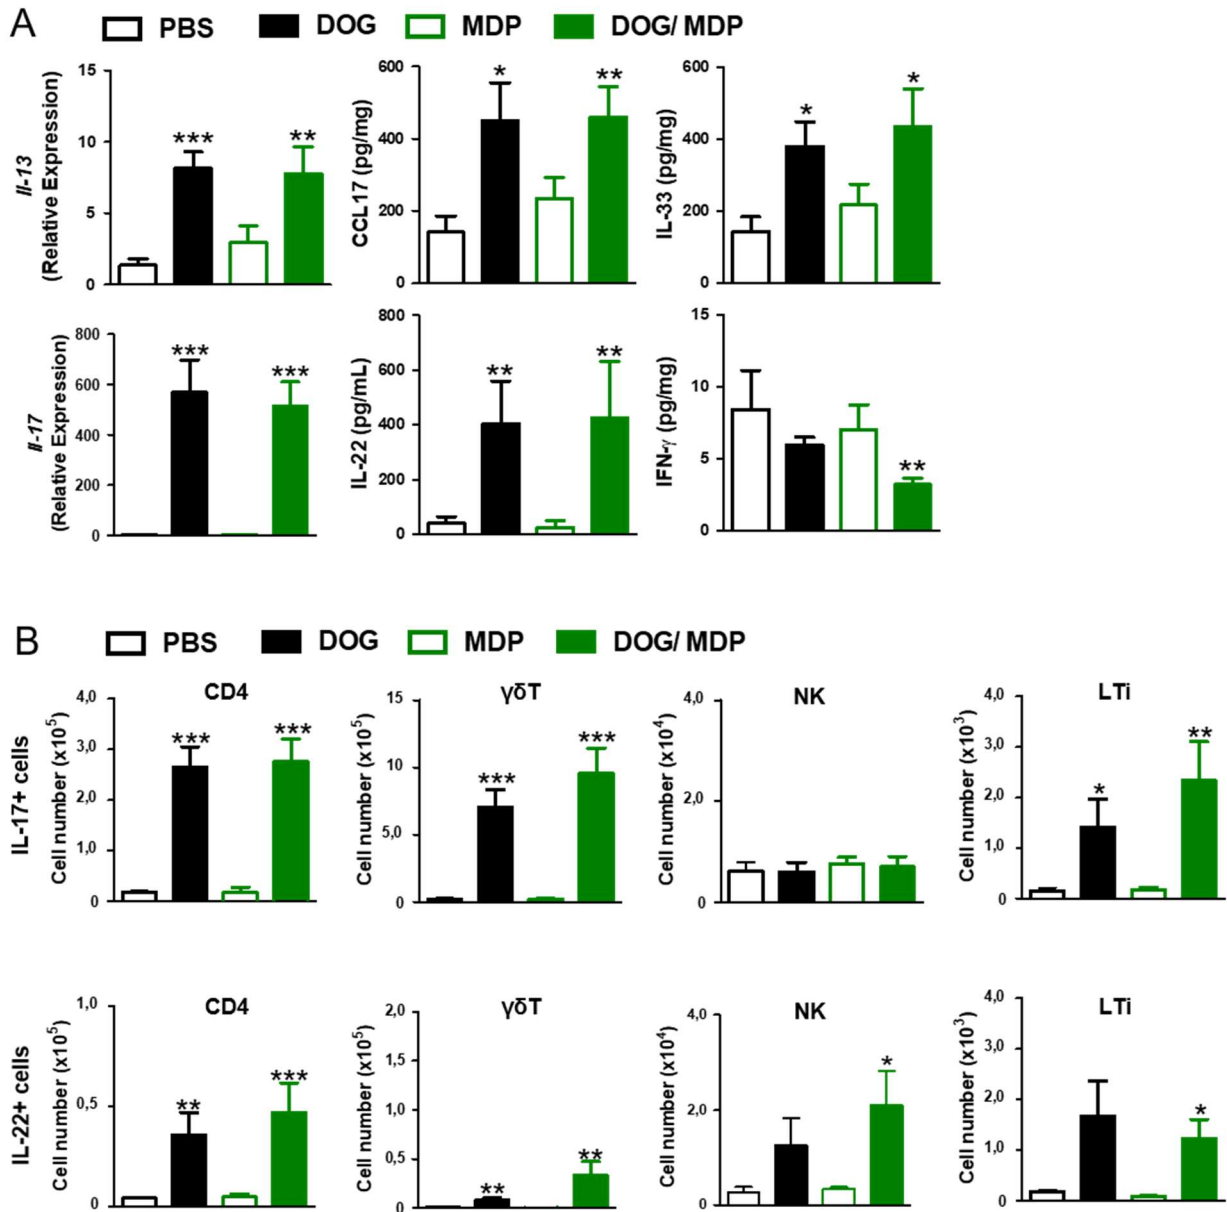 A
PBS DOG MDP DOG/ MDP
Il-13
(Relative Expression)
15
10
5
0
*** **
CCL17 (pg/mg)
600
400
200
0
* **
IL-33 (pg/mg)
600
400
200
0
* *
Il-17
(Relative Expression)
800
600
400
200
0
*** ***
IL-22 (pg/mL)
800
600
400
200
0
** **
IFN-γ (pg/mg)
15
10
5
0
**
B
PBS DOG MDP DOG/ MDP
IL-17+ cells
CD4
Cell number (x10⁵)
4,0
3,0
2,0
1,0
0
*** ***
γδT
Cell number (x10⁵)
15
10
5,0
0
*** ***
NK
Cell number (x10⁴)
4,0
2,0
0
LTi
Cell number (x10³)
4,0
3,0
2,0
1,0
0
* **
IL-22+ cells
CD4
Cell number (x10⁵)
1,0
0,5
0
** ***
γδT
Cell number (x10⁵)
2,0
1,5
1,0
0,5
0
** **
NK
Cell number (x10⁴)
4,0
2,0
0
*
LTi
Cell number (x10³)
4,0
3,0
2,0
1,0
0
*